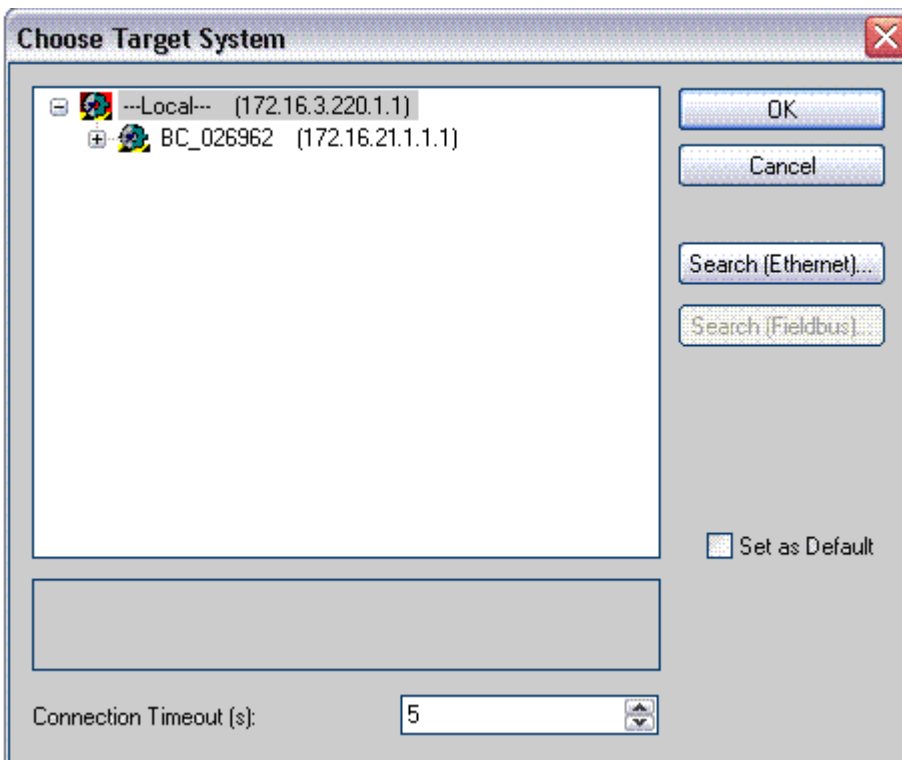 Choose Target System
---Local--- (172.16.3.220.1.1)
BC_026962 (172.16.21.1.1.1)
OK
Cancel
Search (Ethernet)...
Search (Fieldbus)...
Set as Default
Connection Timeout (s):
5